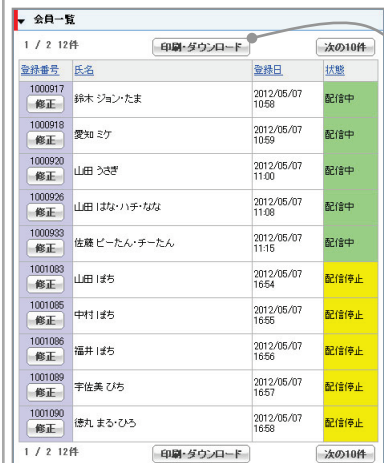 会員一覧
1 / 2 12件 印刷・ダウンロード 次の10件
登録番号 氏名 登録日 状態
1000917 修正 鈴木 ジョン・たま 2012/05/07 10:58 配信中
1000918 修正 愛知 ミケ 2012/05/07 10:59 配信中
1000920 修正 山田 うさぎ 2012/05/07 11:00 配信中
1000926 修正 山田 はな・ハチ・なな 2012/05/07 11:08 配信中
1000933 修正 佐藤 ピーたん・チーたん 2012/05/07 11:15 配信中
1001083 修正 山田 ぽち 2012/05/07 16:54 配信停止
1001085 修正 中村 ぽち 2012/05/07 16:55 配信停止
1001086 修正 福井 ぽち 2012/05/07 16:56 配信停止
1001089 修正 宇佐美 ぴち 2012/05/07 16:57 配信停止
1001090 修正 徳丸 まる・ひろ 2012/05/07 16:58 配信停止
1 / 2 12件 印刷・ダウンロード 次の10件